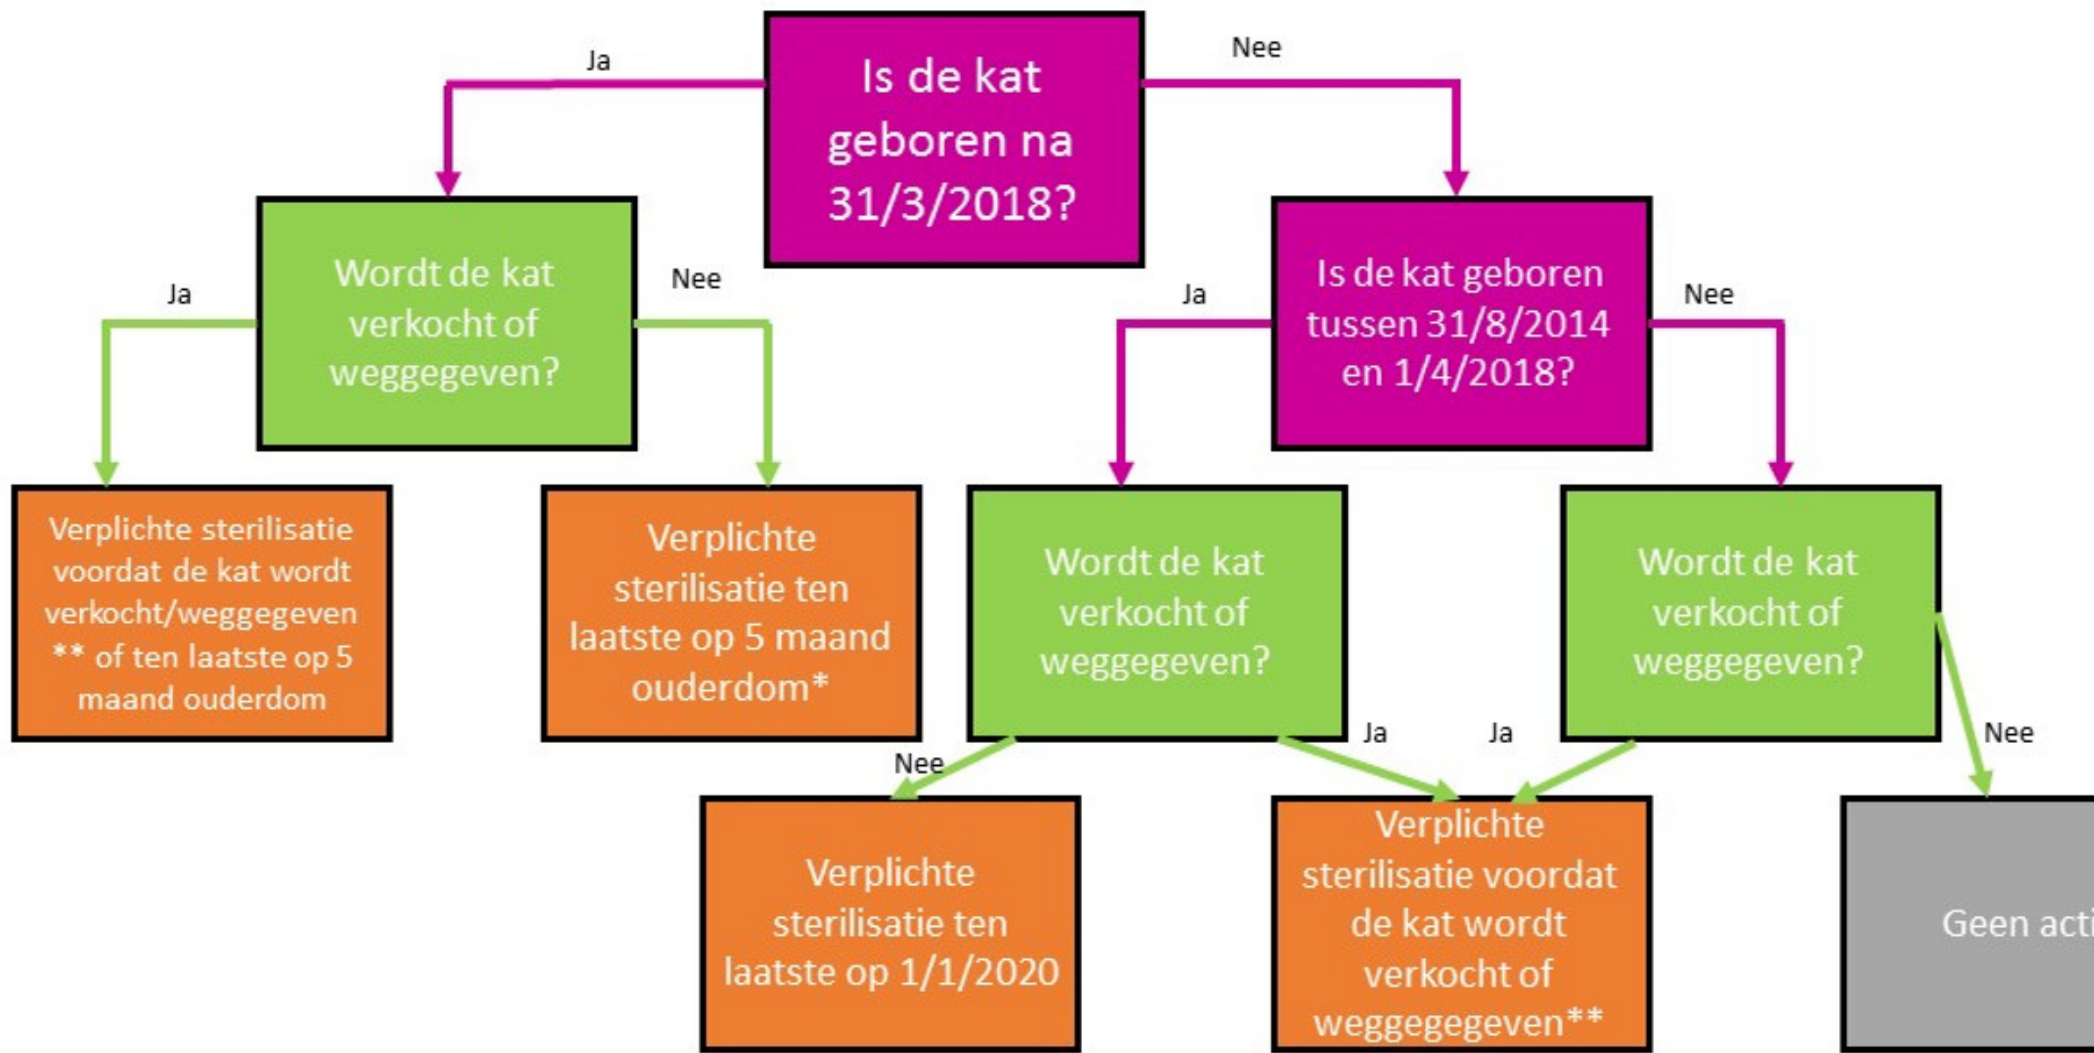 Is de kat
geboren na
31/3/2018?
Ja
Nee
Wordt de kat
verkocht of
weggegeven?
Ja
Nee
Is de kat geboren
tussen 31/8/2014
en 1/4/2018?
Ja
Nee
Verplichte sterilisatie
voordat de kat wordt
verkocht/weggegeven
** of ten laatste op 5
maand ouderdom
Verplichte
sterilisatie ten
laatste op 5 maand
ouderdom*
Wordt de kat
verkocht of
weggegeven?
Nee
Ja
Wordt de kat
verkocht of
weggegeven?
Ja
Nee
Verplichte
sterilisatie ten
laatste op 1/1/2020
Verplichte
sterilisatie voordat
de kat wordt
verkocht of
weggegegeven**
Geen acti